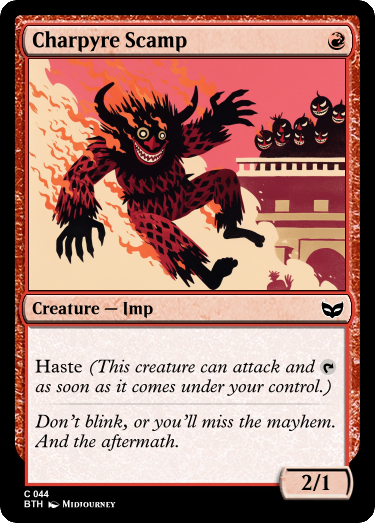 Charpyre Scamp
Creature — Imp
Haste (This creature can attack and
as soon as it comes under your control.)
Don't blink, or you'll miss the mayhem.
And the aftermath.
2/1
C 044
BTH Midjourney